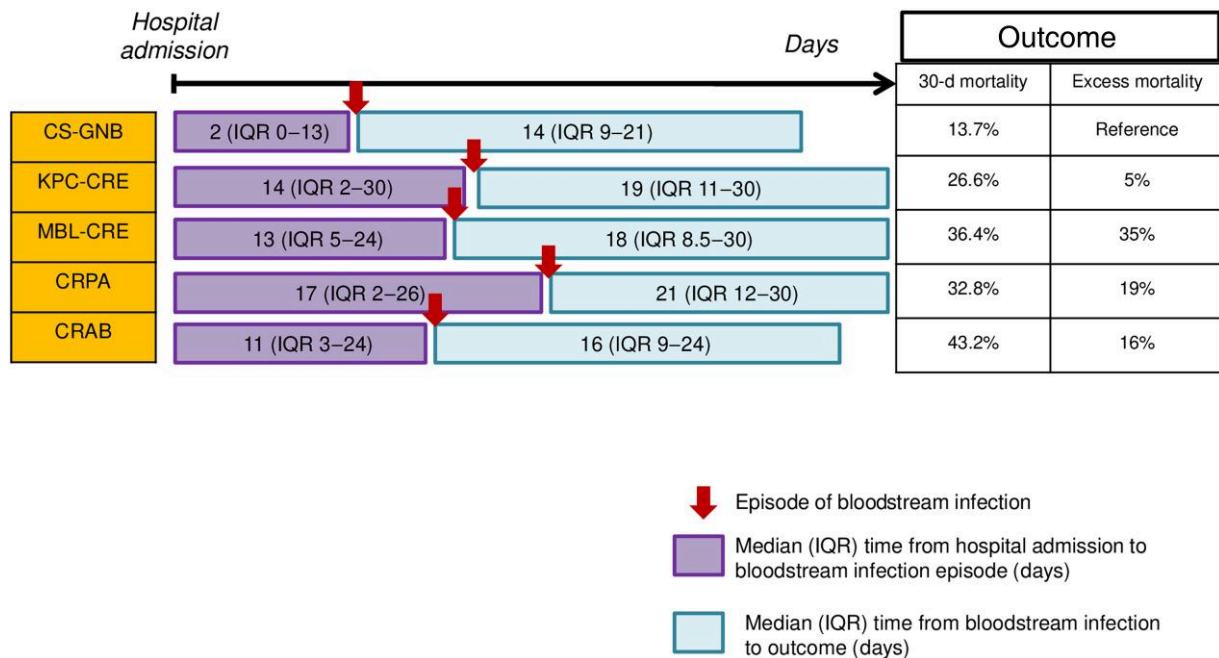 Hospital
admission
Days
Outcome
30-d mortality Excess mortality
CS-GNB 2 (IQR 0–13) 14 (IQR 9–21) 13.7% Reference
KPC-CRE 14 (IQR 2–30) 19 (IQR 11–30) 26.6% 5%
MBL-CRE 13 (IQR 5–24) 18 (IQR 8.5–30) 36.4% 35%
CRPA 17 (IQR 2–26) 21 (IQR 12–30) 32.8% 19%
CRAB 11 (IQR 3–24) 16 (IQR 9–24) 43.2% 16%
Episode of bloodstream infection
Median (IQR) time from hospital admission to
bloodstream infection episode (days)
Median (IQR) time from bloodstream infection
to outcome (days)